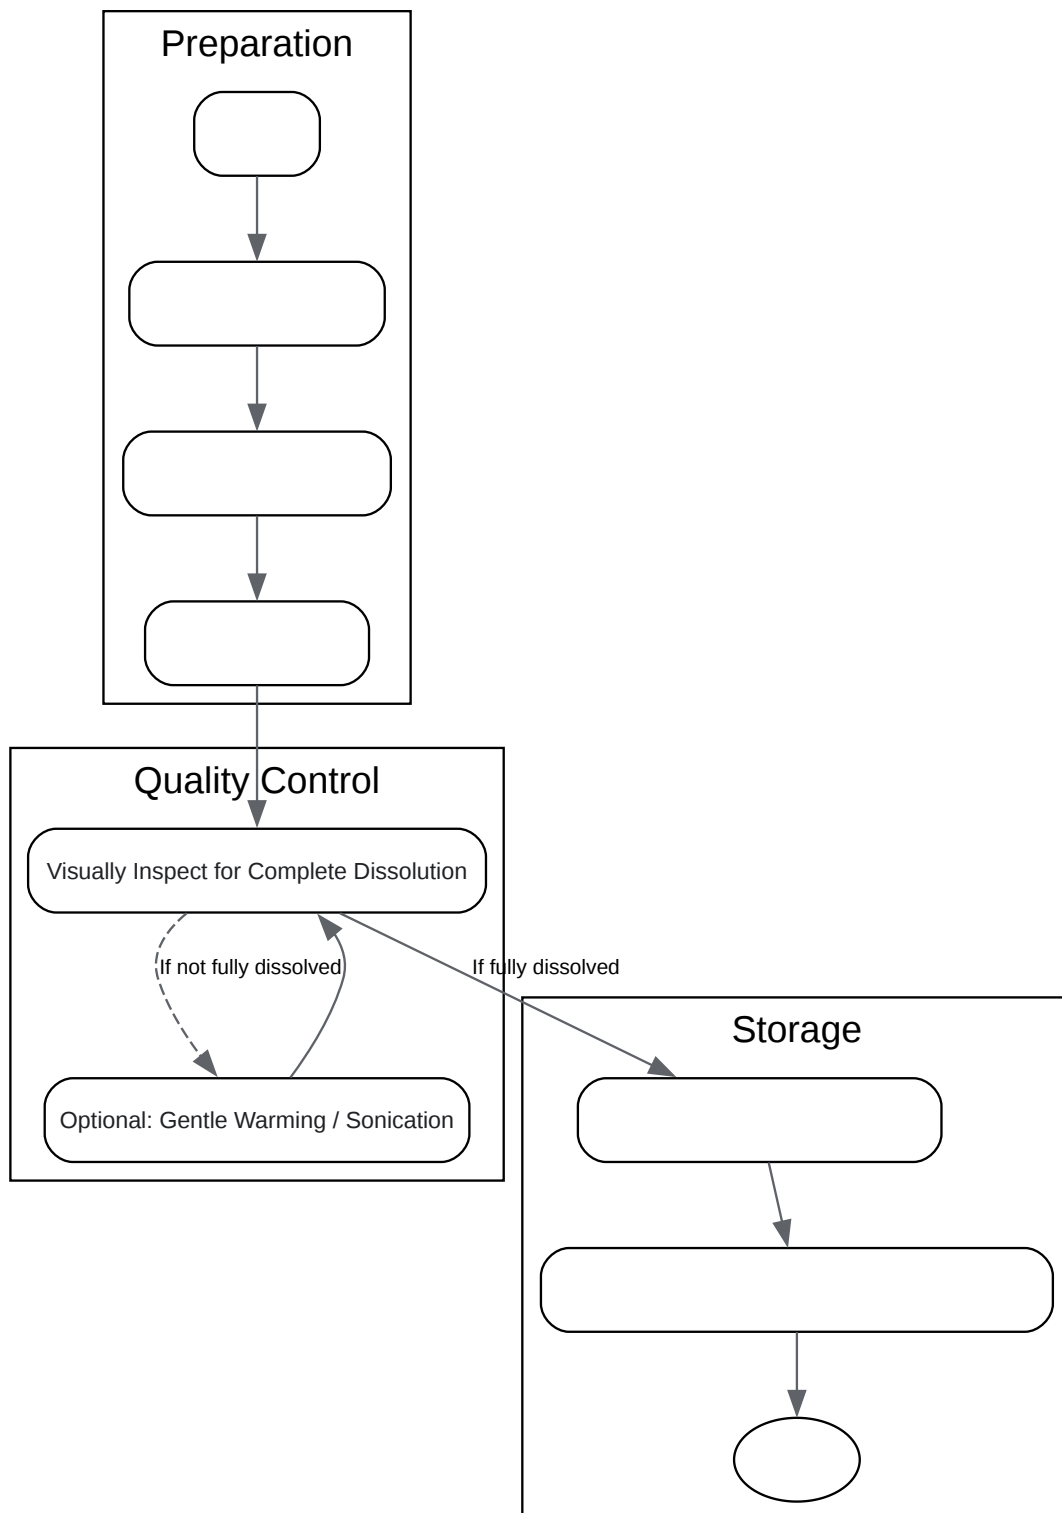 Preparation
Quality Control
Visually Inspect for Complete Dissolution
If not fully dissolved
If fully dissolved
Storage
Optional: Gentle Warming / Sonication